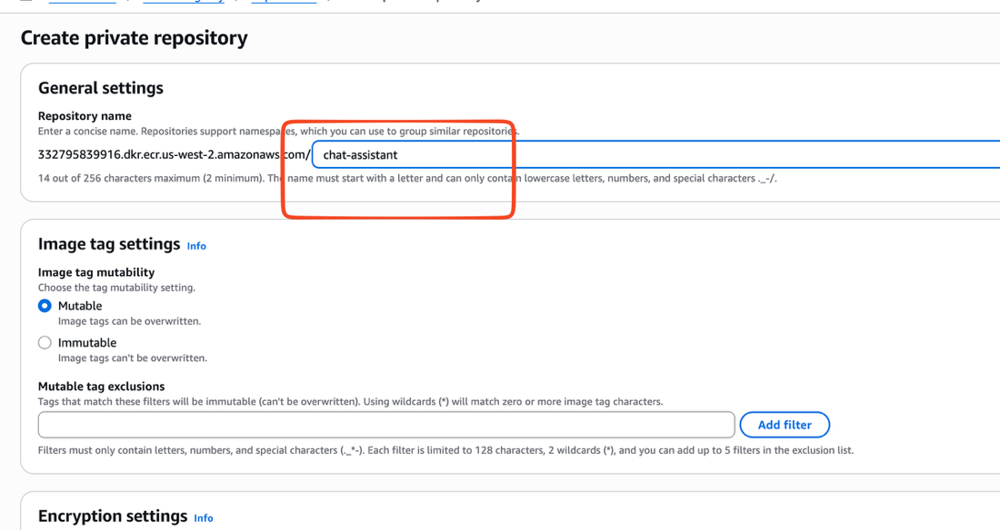 Create private repository
General settings
Repository name
Enter a concise name. Repositories support namespaces, which you can use to group similar repositories.
332795839916.dkr.ecr.us-west-2.amazonaws.com/ chat-assistant
14 out of 256 characters maximum (2 minimum). The name must start with a letter and can only contain lowercase letters, numbers, and special characters ._-/.
Image tag settings Info
Image tag mutability
Choose the tag mutability setting.
Mutable
Image tags can be overwritten.
Immutable
Image tags can't be overwritten.
Mutable tag exclusions
Tags that match these filters will be immutable (can't be overwritten). Using wildcards (*) will match zero or more image tag characters.
Add filter
Filters must only contain letters, numbers, and special characters (._*-). Each filter is limited to 128 characters, 2 wildcards (*), and you can add up to 5 filters in the exclusion list.
Encryption settings Info